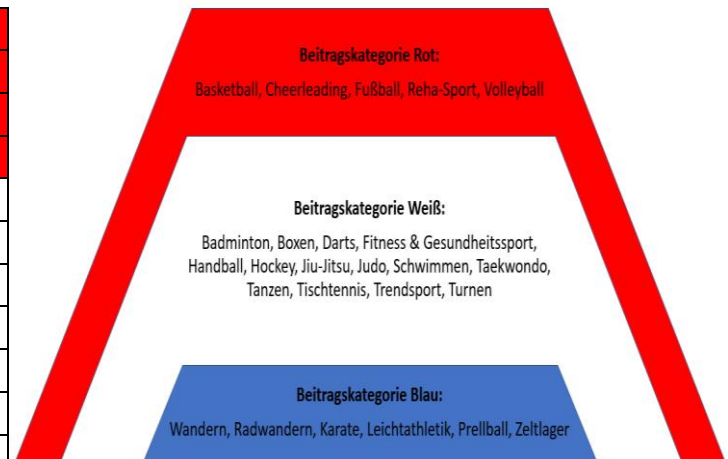 Beitragskategorie Rot:
Basketball, Cheerleading, Fußball, Reha-Sport, Volleyball
Beitragskategorie Weiß:
Badminton, Boxen, Darts, Fitness & Gesundheitssport,
Handball, Hockey, Jiu-Jitsu, Judo, Schwimmen, Taekwondo,
Tanzen, Tischtennis, Trendsport, Turnen
Beitragskategorie Blau:
Wandern, Radwandern, Karate, Leichtathletik, Prellball, Zeltlager